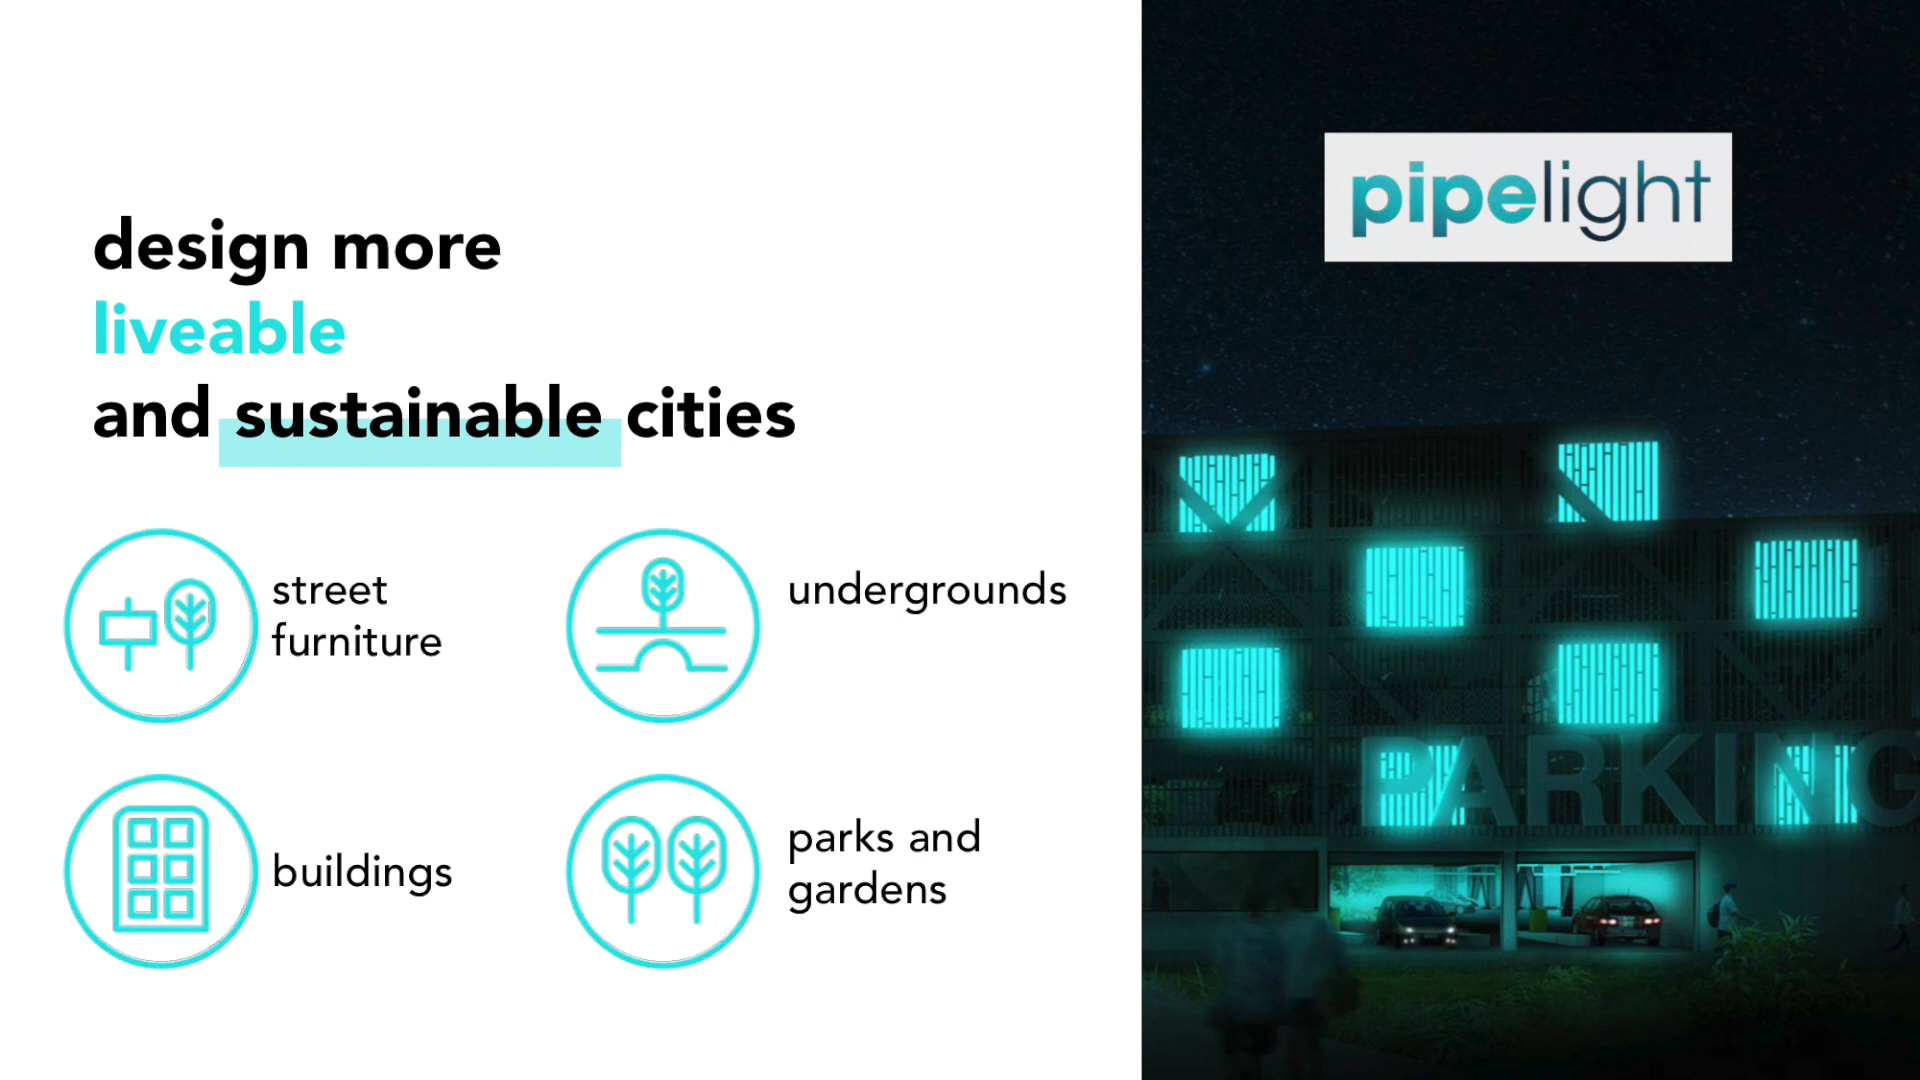 design more
liveable
and sustainable cities
street
furniture
undergrounds
buildings
parks and
gardens
pipelight
PARKING